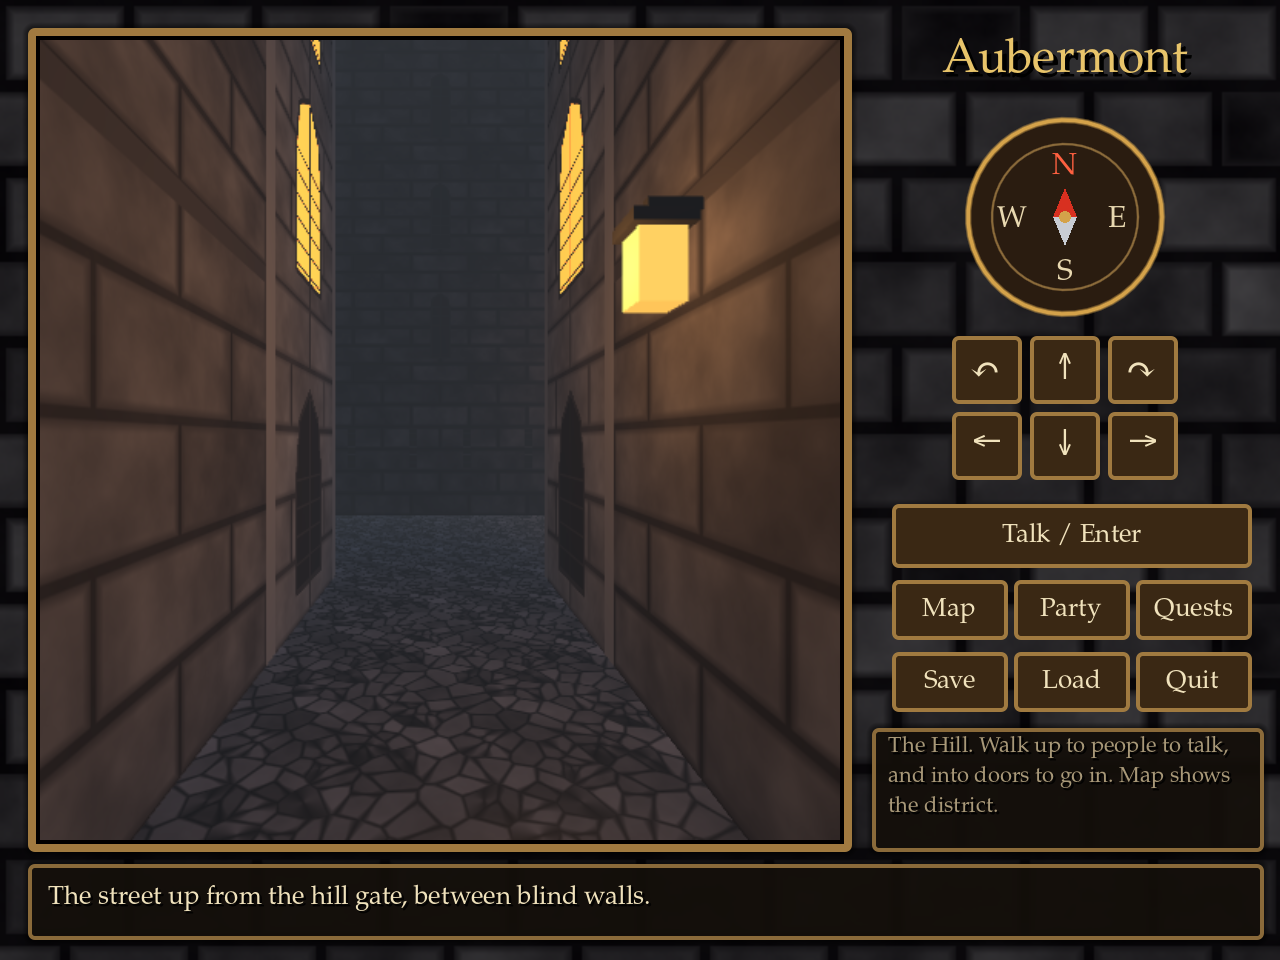 Aubermont
N
W E
S
Talk / Enter
Map Party Quests
Save Load Quit
The Hill. Walk up to people to talk,
and into doors to go in. Map shows
the district.
The street up from the hill gate, between blind walls.